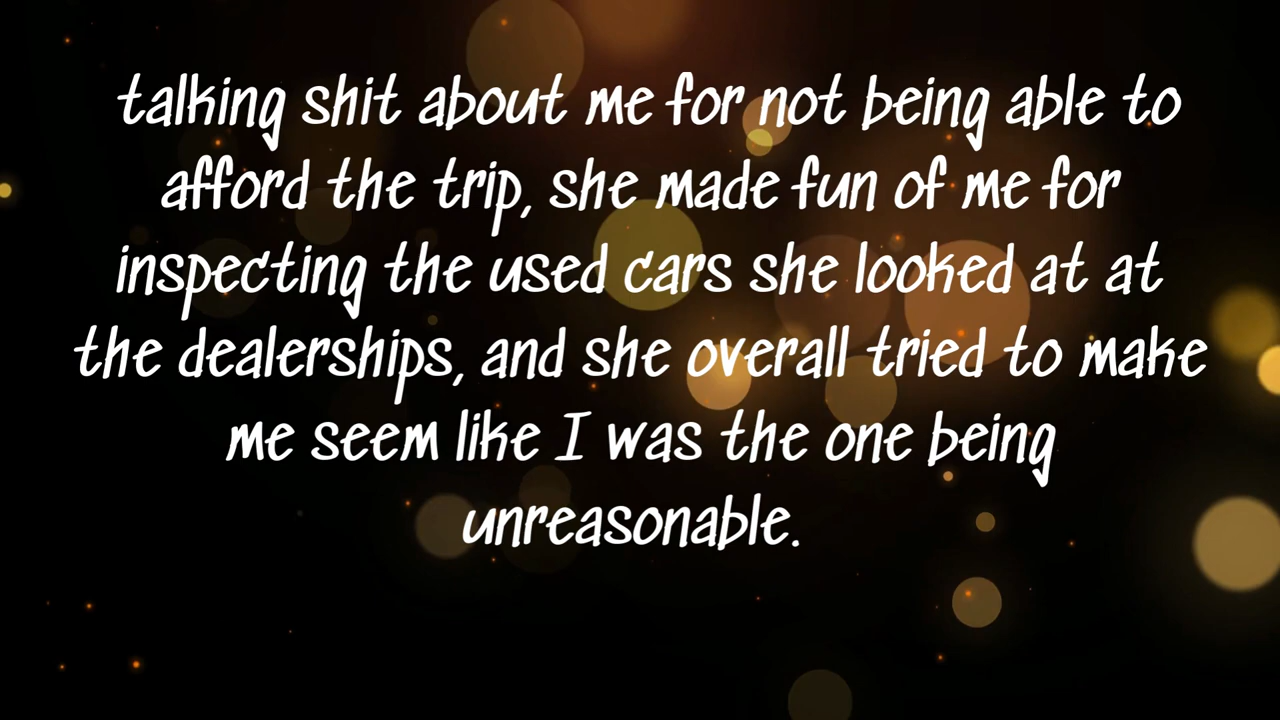 talking shit about me for not being able to
afford the trip, she made fun of me for
inspecting the used cars she looked at at
the dealerships, and she overall tried to make
me seem like I was the one being
unreasonable.